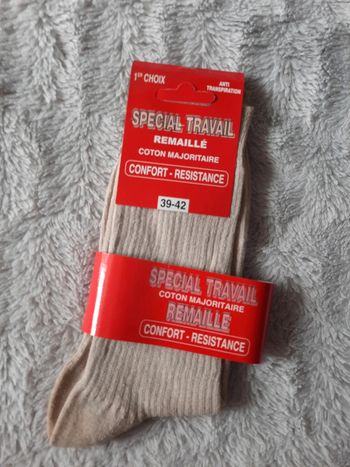 1er CHOIX
ANTI
TRANSPIRATION
SPECIAL TRAVAIL
REMAILLÉ
COTON MAJORITAIRE
CONFORT - RESISTANCE
39-42
SPECIAL TRAVAIL
COTON MAJORITAIRE
REMAILLÉ
CONFORT - RESISTANCE